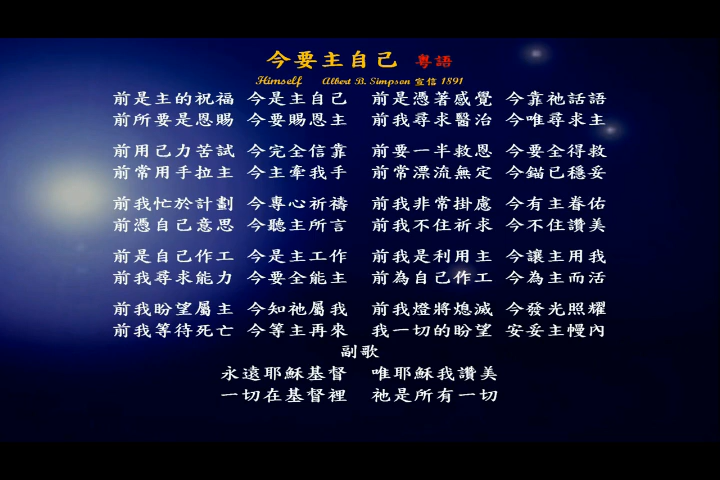 今要主自己 粵語
Himself Albert B. Simpson 宣信 1891
前是主的祝福 今是主自己 前是憑著感覺 今靠祂話語
前所要是恩賜 今要賜恩主 前我尋求醫治 今唯尋求主
前用己力苦試 今完全信靠 前要一半救恩 今要全得救
前常用手拉主 今主牽我手 前常漂流無定 今錨已穩妥
前我忙於計劃 今專心祈禱 前我非常掛慮 今有主眷佑
前憑自己意思 今聽主所言 前我不住祈求 今不住讚美
前是自己作工 今是主工作 前我是利用主 今讓主用我
前我尋求能力 今要全能主 前為自己作工 今為主而活
前我盼望屬主 今知祂屬我 前我燈將熄滅 今發光照耀
前我等待死亡 今等主再來 我一切的盼望 安妥主幔內
副歌
永遠耶穌基督 唯耶穌我讚美
一切在基督裡 祂是所有一切